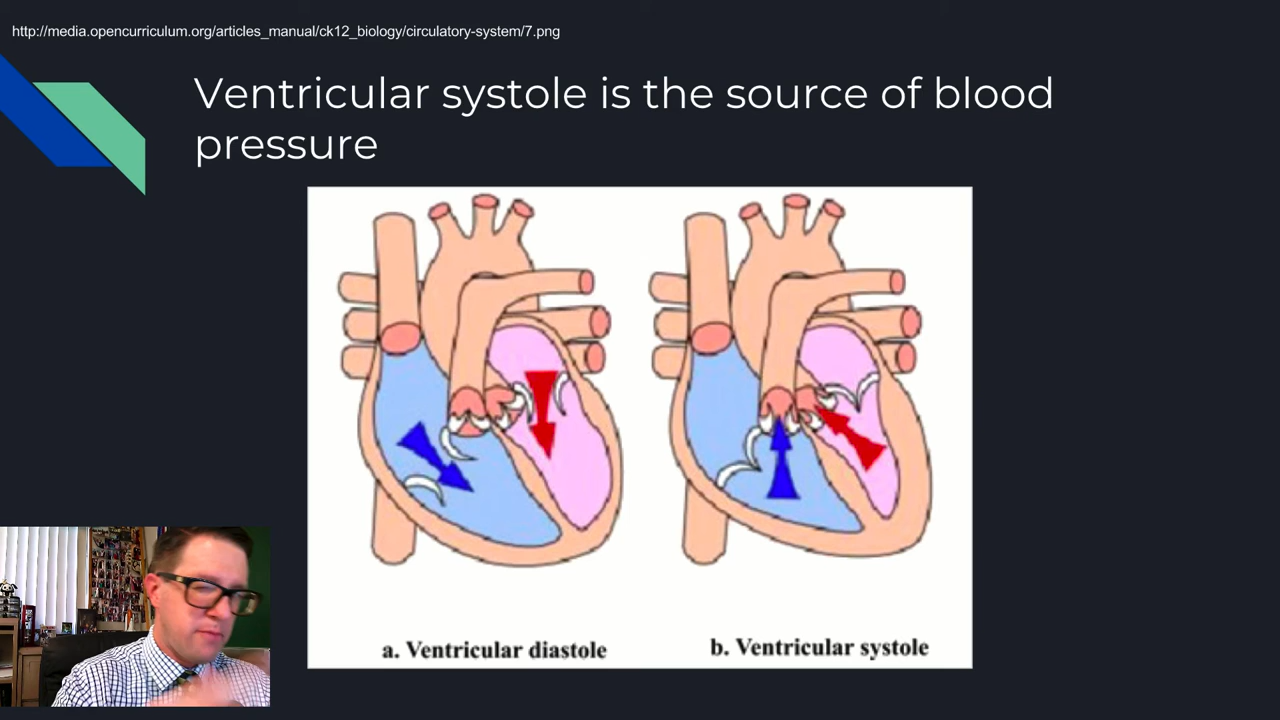 http://media.opencurriculum.org/articles_manual/ck12_biology/circulatory-system/7.png
Ventricular systole is the source of blood
pressure
a. Ventricular diastole
b. Ventricular systole